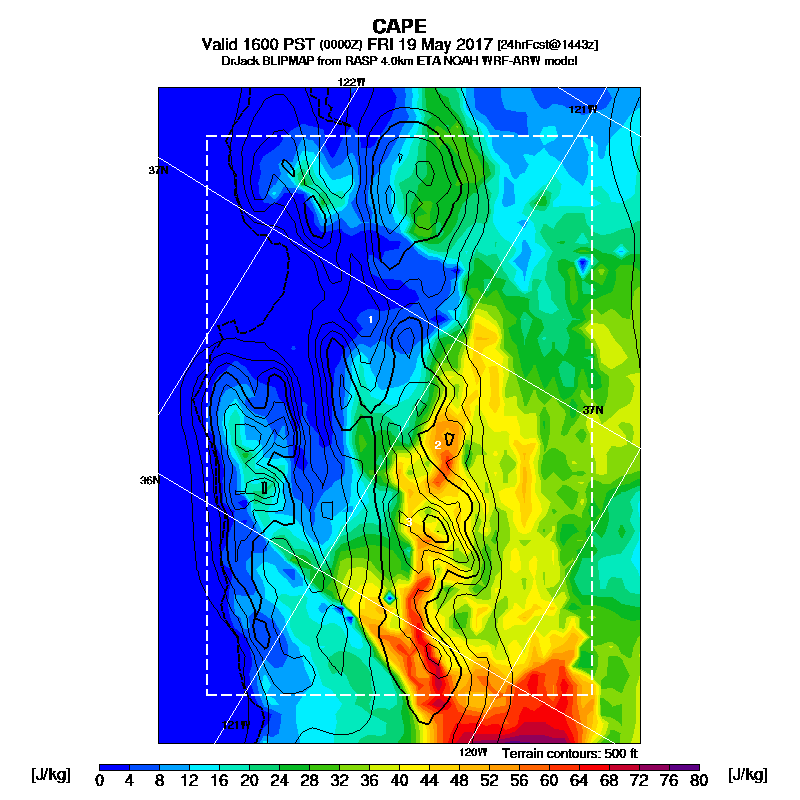 CAPE
Valid 1600 PST (0000Z) FRI 19 May 2017 [24hrFcst@1443z]
DrJack BLIPMAP from RASP 4.0km ETA NOAH WRF-ARW model
122W
121W
37N
1
37N
2
36N
3
121W
120W
Terrain contours: 500 ft
[J/kg] 0 4 8 12 16 20 24 28 32 36 40 44 48 52 56 60 64 68 72 76 80 [J/kg]